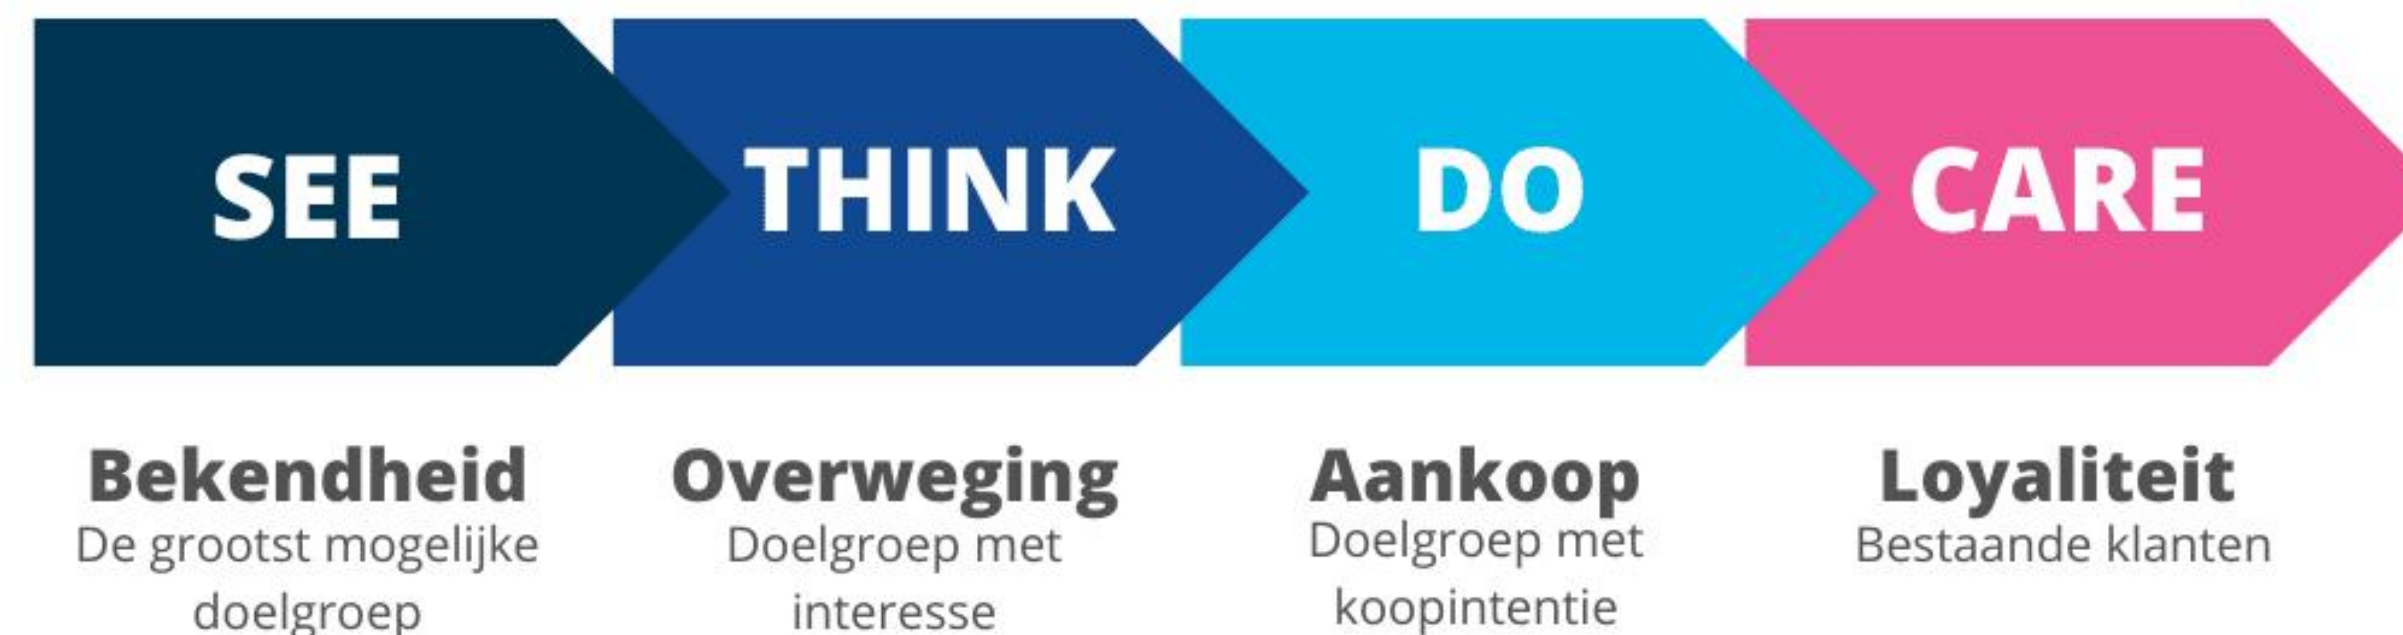 SEE
THINK
DO
CARE
Bekendheid
De grootst mogelijke
doelgroep
Overweging
Doelgroep met
interesse
Aankoop
Doelgroep met
koopintentie
Loyaliteit
Bestaande klanten